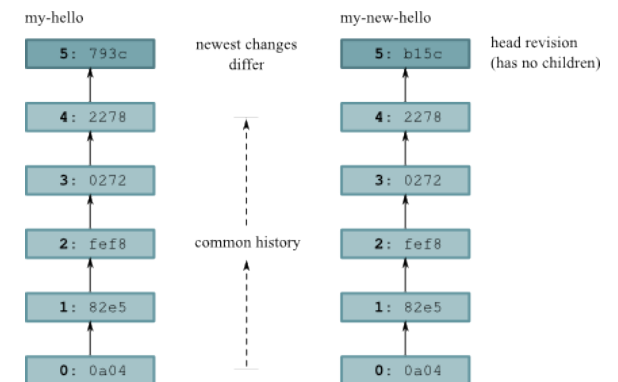 my-hello
my-new-hello
5: 793c
newest changes
differ
5: b15c
head revision
(has no children)
4: 2278
4: 2278
3: 0272
3: 0272
2: fef8
common history
2: fef8
1: 82e5
1: 82e5
0: 0a04
0: 0a04